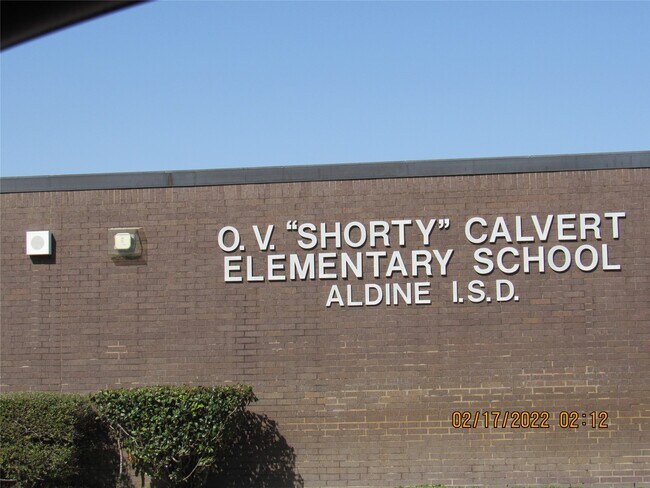 O. V. “SHORTY” CALVERT
ELEMENTARY SCHOOL
ALDINE I.S.D.
02/17/2022 02:12